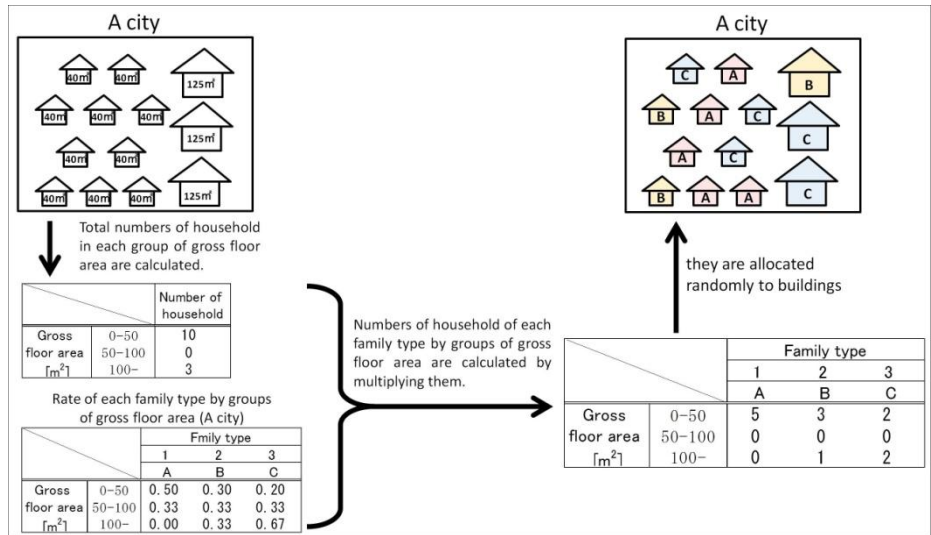 A city
40㎡ 40㎡ 125㎡
40㎡ 40㎡ 40㎡ 125㎡
40㎡ 40㎡
40㎡ 40㎡ 40㎡ 125㎡
Total numbers of household
in each group of gross floor
area are calculated.
Number of
household
Gross 0-50 10
floor area 50-100 0
[m²] 100- 3
Rate of each family type by groups
of gross floor area (A city)
Fmily type
1 2 3
A B C
Gross 0-50 0.50 0.30 0.20
floor area 50-100 0.33 0.33 0.33
[m²] 100- 0.00 0.33 0.67
Numbers of household of each
family type by groups of gross
floor area are calculated by
multiplying them.
A city
C A B
B A C C
A C
B A A C
they are allocated
randomly to buildings
Family type
1 2 3
A B C
Gross 0-50 5 3 2
floor area 50-100 0 0 0
[m²] 100- 0 1 2